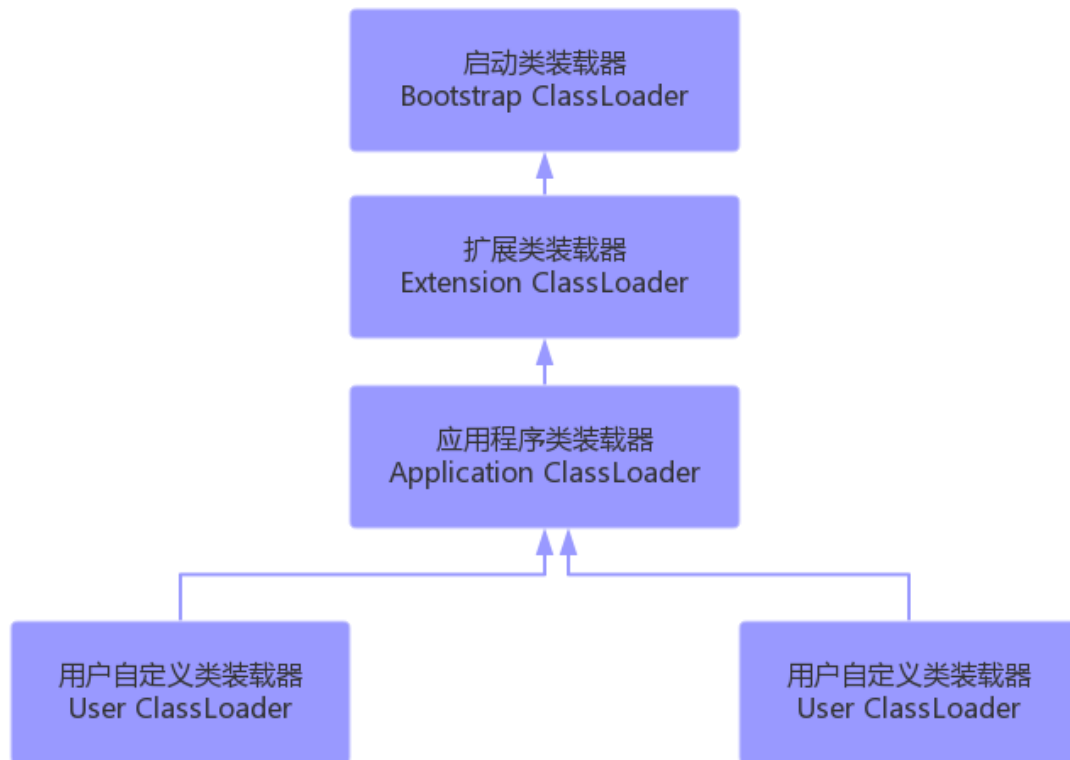 启动类装载器
Bootstrap ClassLoader
扩展类装载器
Extension ClassLoader
应用程序类装载器
Application ClassLoader
用户自定义类装载器
User ClassLoader
用户自定义类装载器
User ClassLoader